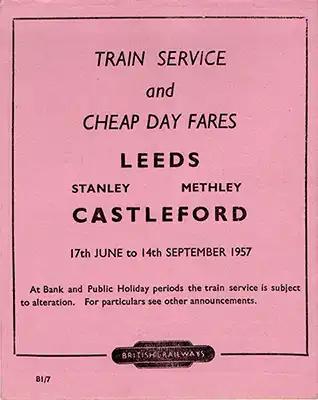 TRAIN SERVICE
and
CHEAP DAY FARES
LEEDS
STANLEY METHLEY
CASTLEFORD
17th JUNE to 14th SEPTEMBER 1957
At Bank and Public Holiday periods the train service is subject
to alteration. For particulars see other announcements.
BRITISH RAILWAYS
B1/7